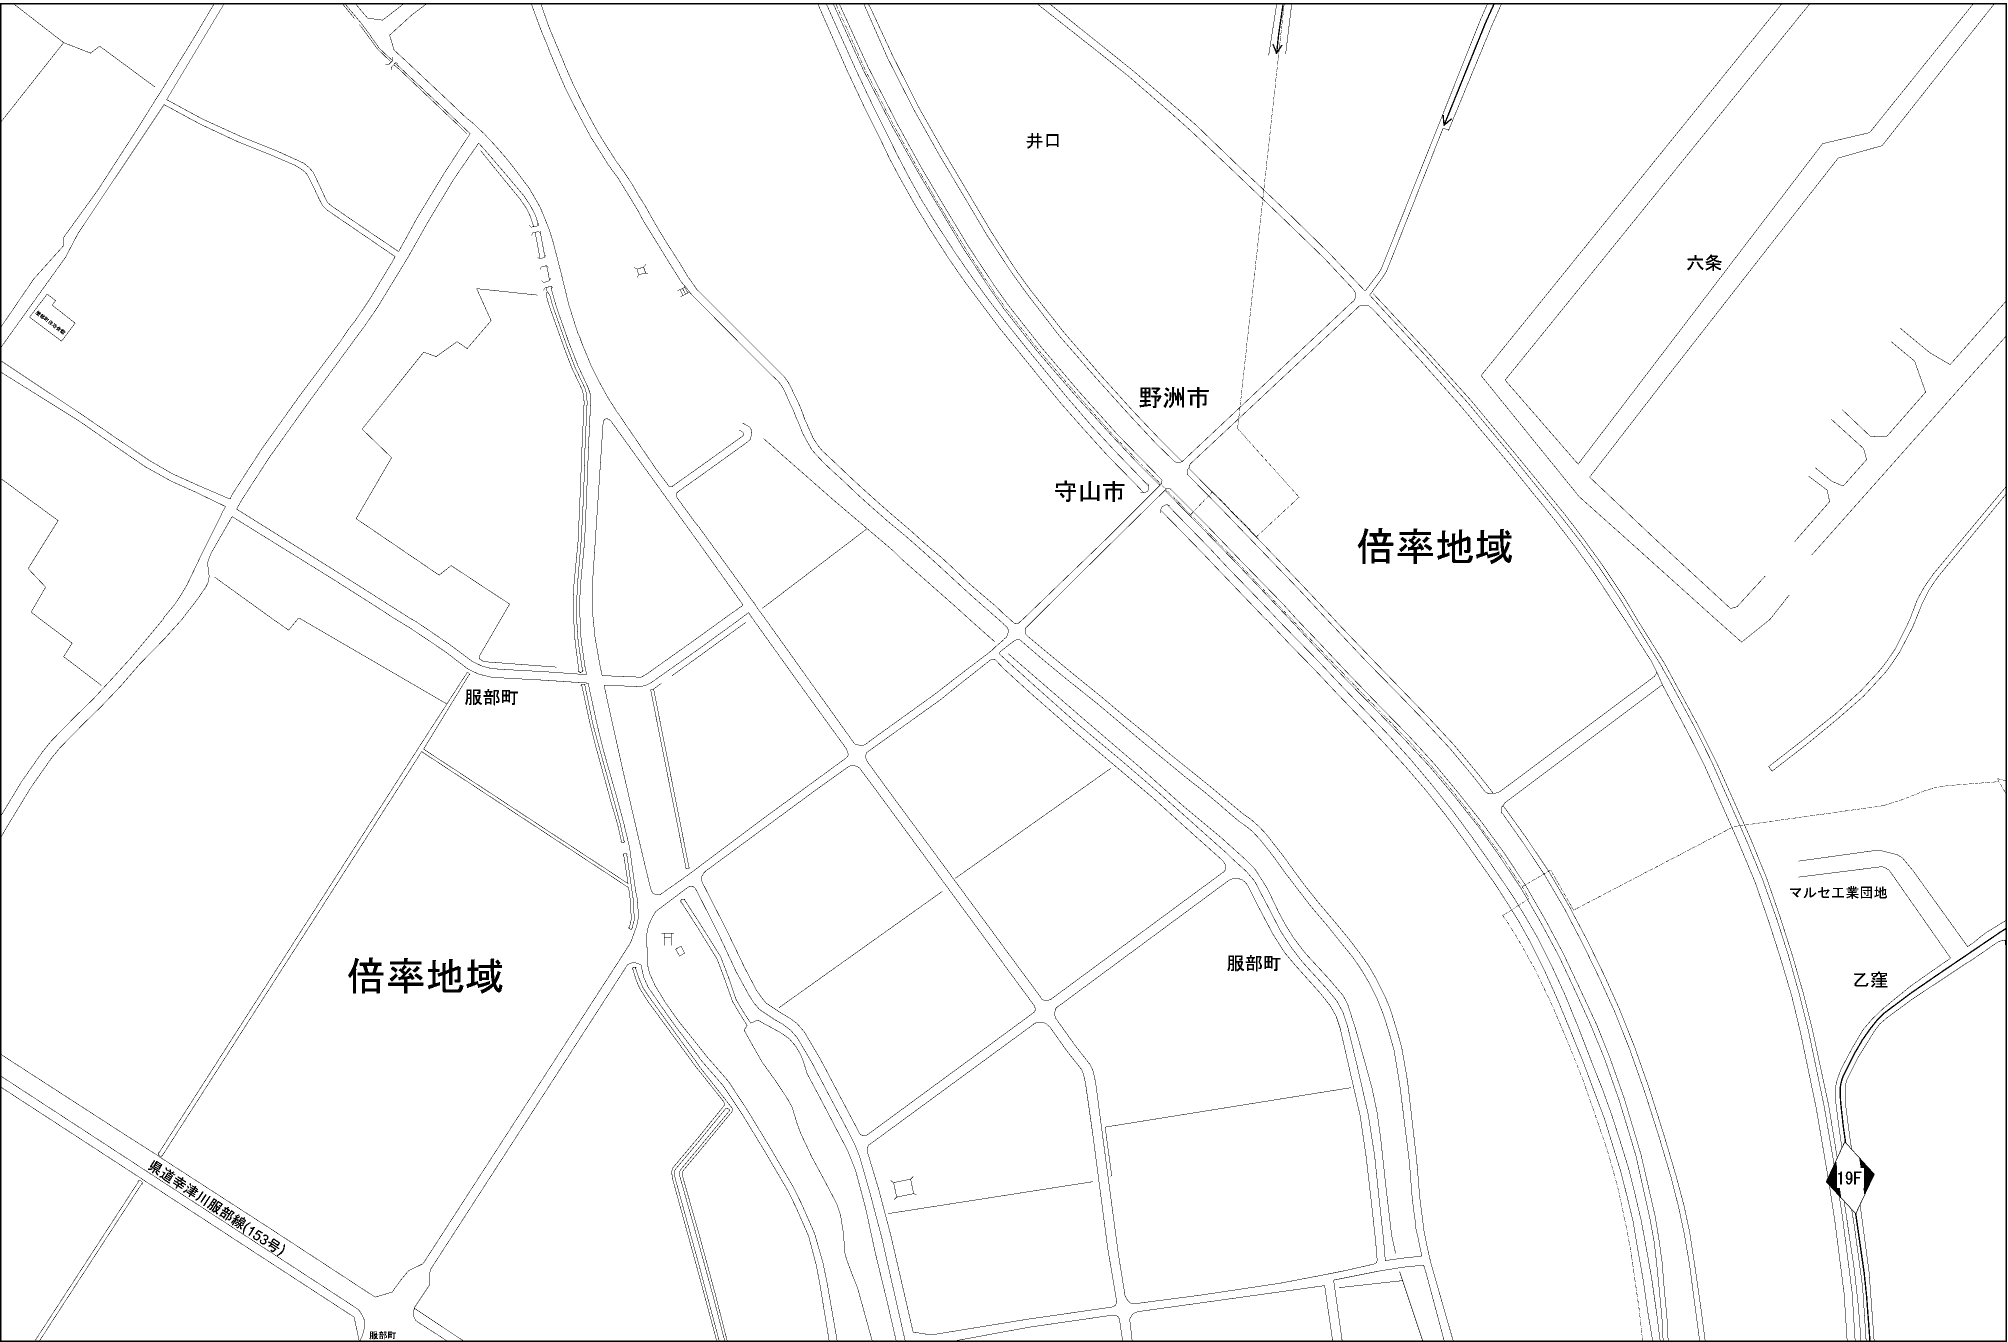 井口
六条
野洲市
守山市
倍率地域
服部町
マルセ工業団地
服部町
倍率地域
乙窪
県道幸津川服部線(153号)
19F
服部町